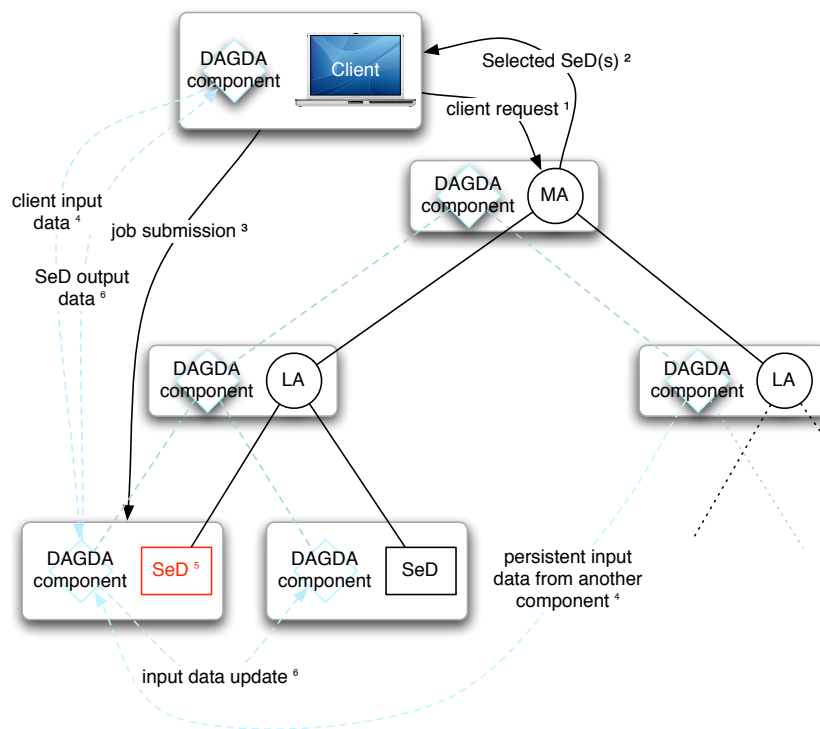 DAGDA
component
Client
Selected SeD(s) ²
client request ¹
DAGDA
component
MA
client input
data ⁴
job submission ³
SeD output
data ⁶
DAGDA
component
LA
DAGDA
component
LA
DAGDA
component
SeD ⁵
DAGDA
component
SeD
persistent input
data from another
component ⁴
input data update ⁶